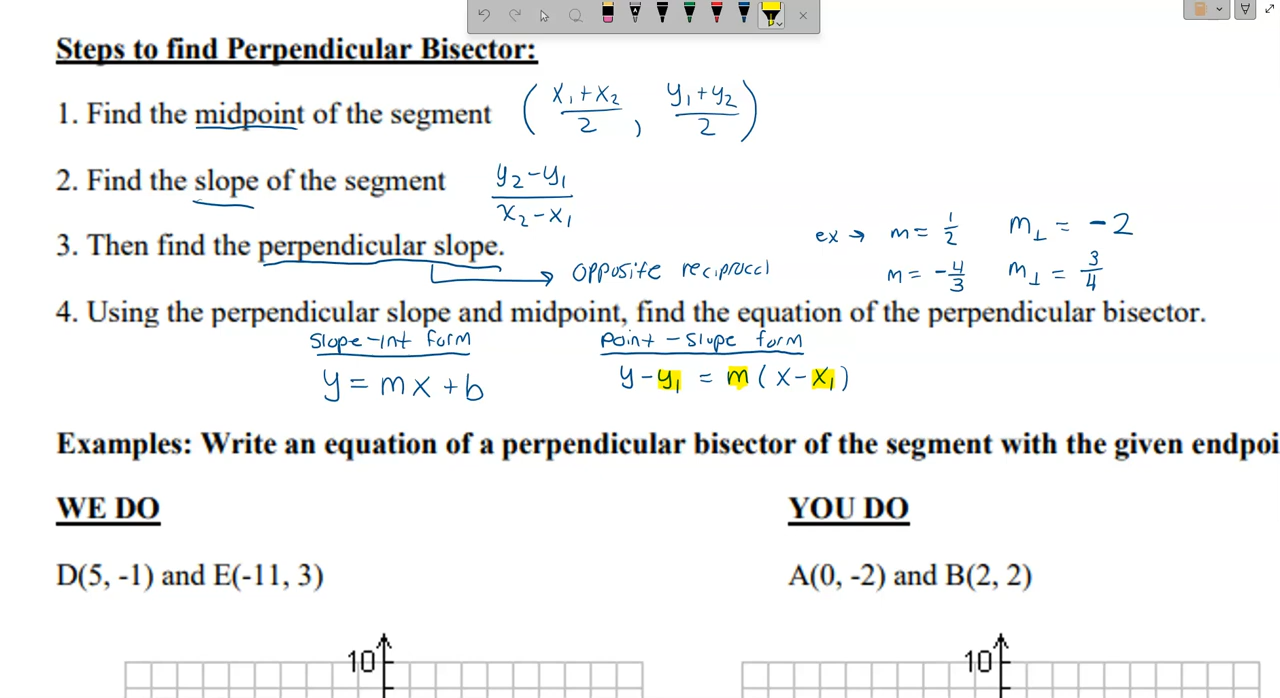 Steps to find Perpendicular Bisector:
1. Find the midpoint of the segment ( x₁+x₂/2 , y₁+y₂/2 )
2. Find the slope of the segment y₂-y₁/x₂-x₁
3. Then find the perpendicular slope.
ex → m = 1/2 m⊥ = -2
opposite reciprocal m = -4/3 m⊥ = 3/4
4. Using the perpendicular slope and midpoint, find the equation of the perpendicular bisector.
Slope-int form Point-slope form
y = mx + b y - y₁ = m(x - x₁)
Examples: Write an equation of a perpendicular bisector of the segment with the given endpoi
WE DO YOU DO
D(5, -1) and E(-11, 3) A(0, -2) and B(2, 2)
10 10